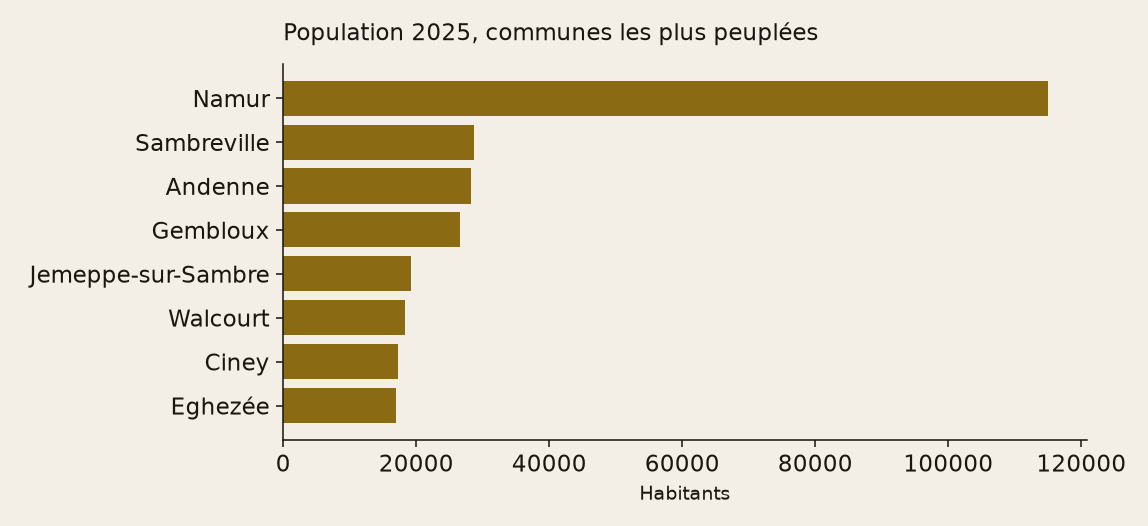 Population 2025, communes les plus peuplées
Namur
Sambreville
Andenne
Gembloux
Jemeppe-sur-Sambre
Walcourt
Ciney
Eghezée
0 20000 40000 60000 80000 100000 120000
Habitants